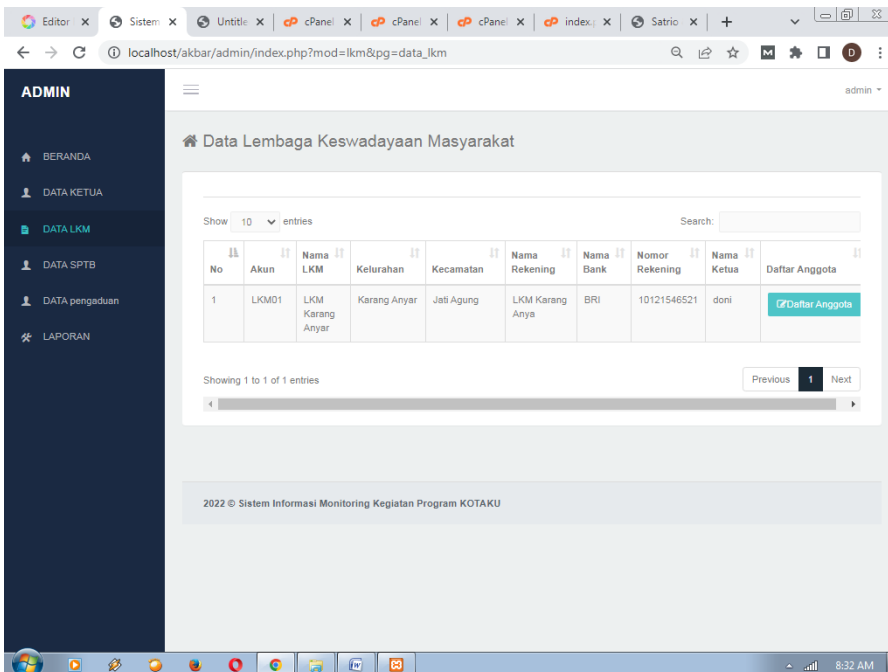 Editor
Sistem
Untitle
cPanel
cPanel
cPanel
index.
Satrio
localhost/akbar/admin/index.php?mod=lkm&pg=data_lkm
M
D
ADMIN
admin
BERANDA
DATA KETUA
DATA LKM
DATA SPTB
DATA pengaduan
LAPORAN
Data Lembaga Keswadayaan Masyarakat
Show 10 entries
Search:
No Akun Nama LKM Kelurahan Kecamatan Nama Rekening Nama Bank Nomor Rekening Nama Ketua Daftar Anggota
1 LKM01 LKM Karang Anyar Karang Anyar Jati Agung LKM Karang Anya BRI 10121546521 doni Daftar Anggota
Showing 1 to 1 of 1 entries
Previous 1 Next
2022 © Sistem Informasi Monitoring Kegiatan Program KOTAKU
8:32 AM